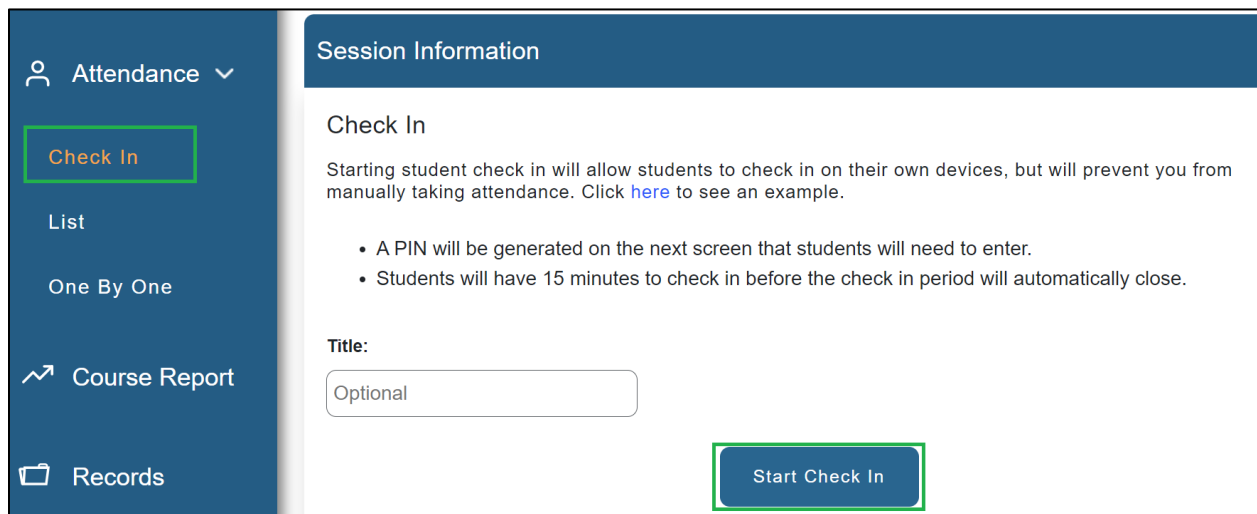 Attendance
Check In
List
One By One
Course Report
Records
Session Information
Check In
Starting student check in will allow students to check in on their own devices, but will prevent you from
manually taking attendance. Click here to see an example.
• A PIN will be generated on the next screen that students will need to enter.
• Students will have 15 minutes to check in before the check in period will automatically close.
Title:
Optional
Start Check In